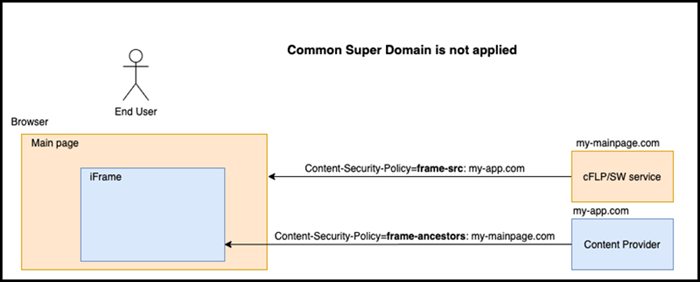 Common Super Domain is not applied
End User
Browser
Main page
my-mainpage.com
iFrame
Content-Security-Policy=frame-src: my-app.com
cFLP/SW service
my-app.com
Content-Security-Policy=frame-ancestors: my-mainpage.com
Content Provider